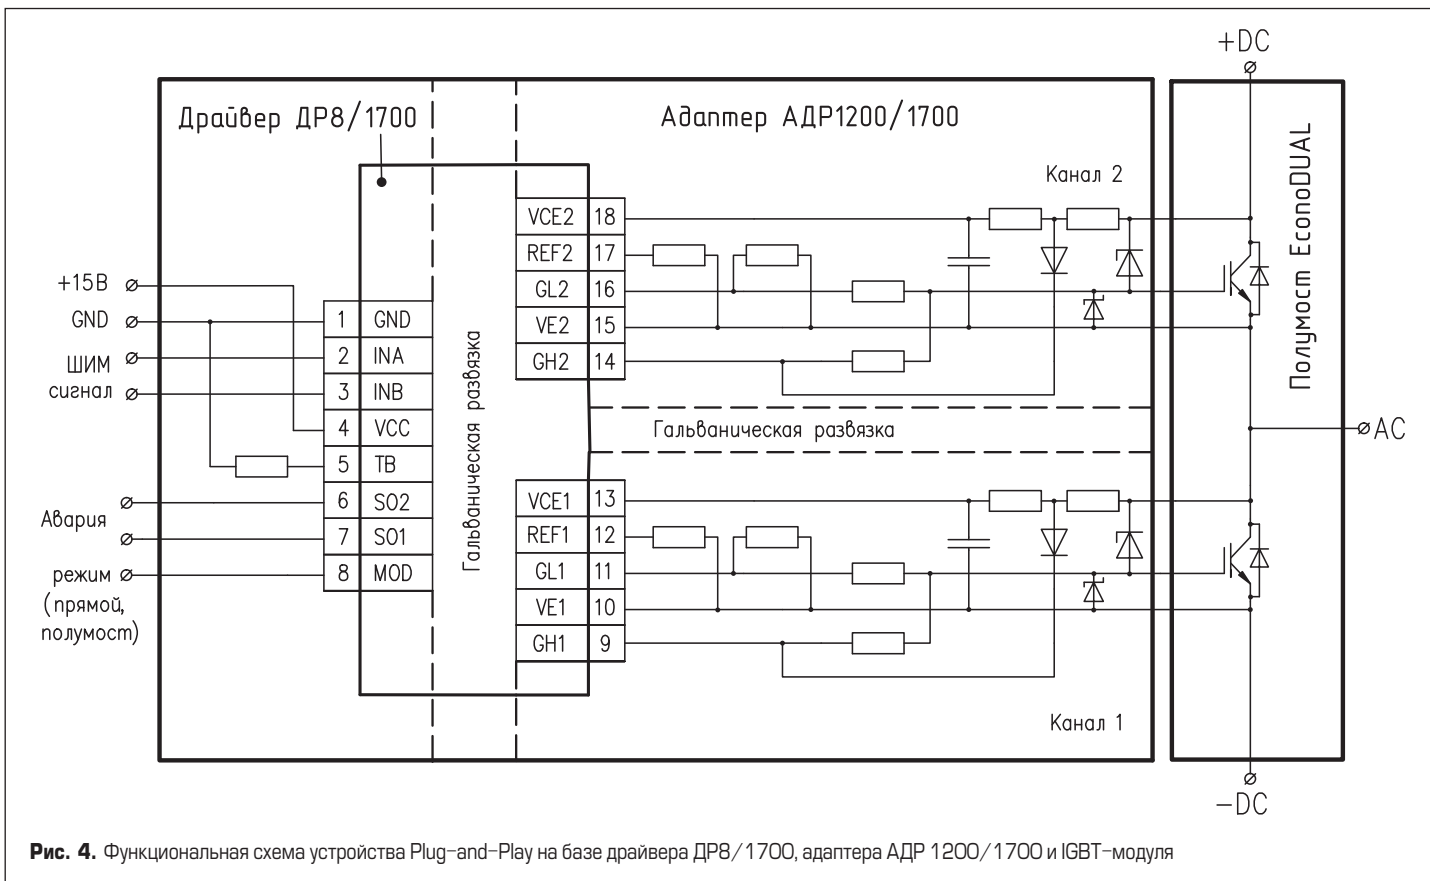 +DC
Драйвер ДР8/1700
Адаптер АДР1200/1700
Канал 2
Полумост EconoDUAL
VCE2 18
REF2 17
GL2 16
VE2 15
GH2 14
+15В
GND
ШИМ
сигнал
Авария
режим
(прямой,
полумост)
1 GND
2 INA
3 INB
4 VCC
5 TB
6 SO2
7 SO1
8 MOD
Гальваническая развязка
Гальваническая развязка
AC
VCE1 13
REF1 12
GL1 11
VE1 10
GH1 9
Канал 1
−DC
Рис. 4. Функциональная схема устройства Plug-and-Play на базе драйвера ДР8/1700, адаптера АДР 1200/1700 и IGBT-модуля